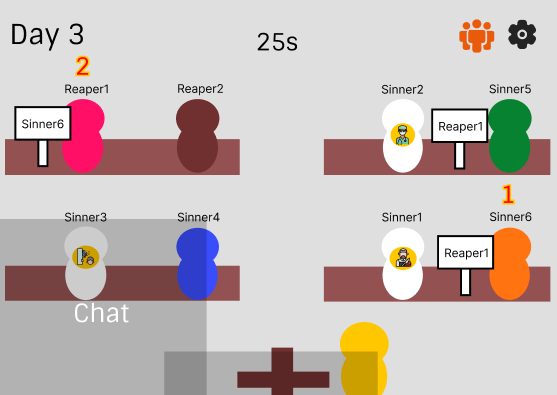 Day 3
25s
2
Reaper1
Reaper2
Sinner2
Sinner5
Sinner6
Reaper1
1
Sinner3
Sinner4
Sinner1
Sinner6
Reaper1
Chat